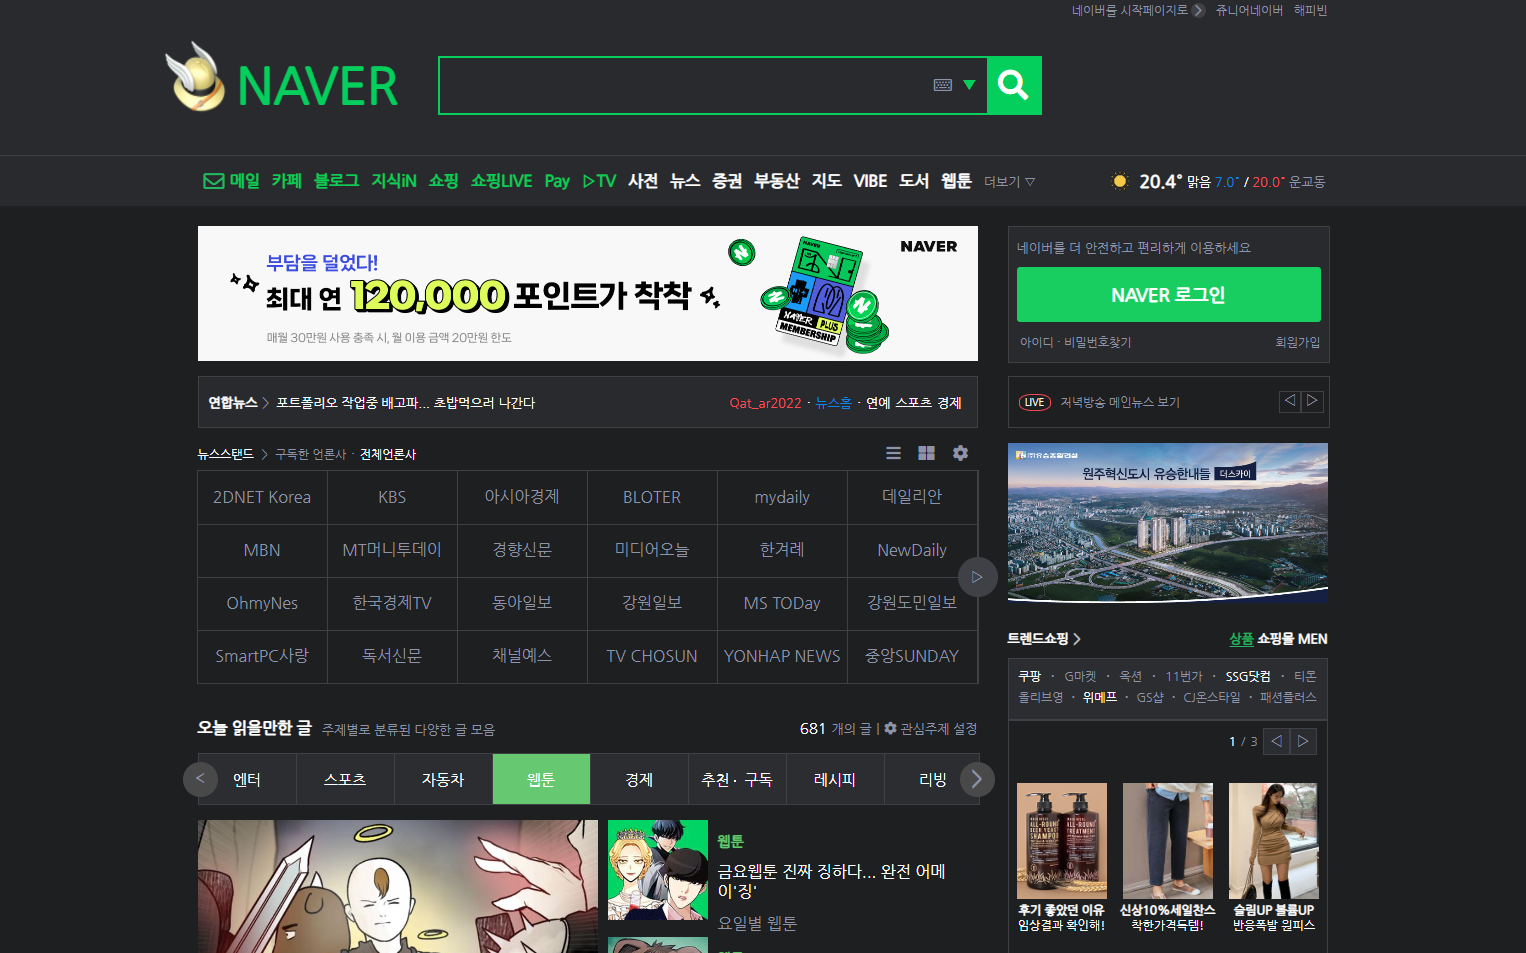 네이버를 시작페이지로 쥬니어네이버 해피빈
NAVER
메일 카페 블로그 지식iN 쇼핑 쇼핑LIVE Pay ▷TV 사전 뉴스 증권 부동산 지도 VIBE 도서 웹툰 더보기 ▽
20.4° 맑음 7.0° / 20.0° 운교동
NAVER
부담을 덜었다!
최대 연 120,000 포인트가 착착
매월 30만원 사용 충족 시, 월 이용 금액 20만원 한도
NAVER PLUS
MEMBERSHIP
네이버를 더 안전하고 편리하게 이용하세요
NAVER 로그인
아이디 · 비밀번호찾기 회원가입
연합뉴스 > 포트폴리오 작업중 배고파... 초밥먹으러 나간다
Qat_ar2022 · 뉴스홈 · 연예 스포츠 경제
LIVE 저녁방송 메인뉴스 보기 ◁ ▷
뉴스스탠드 > 구독한 언론사 · 전체언론사
2DNET Korea KBS 아시아경제 BLOTER mydaily 데일리안
MBN MT머니투데이 경향신문 미디어오늘 한겨레 NewDaily
OhmyNes 한국경제TV 동아일보 강원일보 MS TODay 강원도민일보
SmartPC사랑 독서신문 채널예스 TV CHOSUN YONHAP NEWS 중앙SUNDAY
▷
원주혁신도시 유승한내들 더스카이
트렌드쇼핑 > 상품 쇼핑몰 MEN
쿠팡 · G마켓 · 옥션 · 11번가 · SSG닷컴 · 티몬
올리브영 · 위메프 · GS샵 · CJ온스타일 · 패션플러스
1 / 3 ◁ ▷
ALL-ROUND
BEER YEAST
SHAMPOO
ALL-ROUND
TREATMENT
후기 좋았던 이유 신상10%세일찬스 슬림UP 볼륨UP
임상결과 확인해! 착한가격득템! 반응폭발 원피스
오늘 읽을만한 글 주제별로 분류된 다양한 글 모음
681 개의 글 | 관심주제 설정
< 엔터 스포츠 자동차 웹툰 경제 추천 · 구독 레시피 리빙 >
웹툰
금요웹툰 진짜 징하다... 완전 어메
이'징'
요일별 웹툰